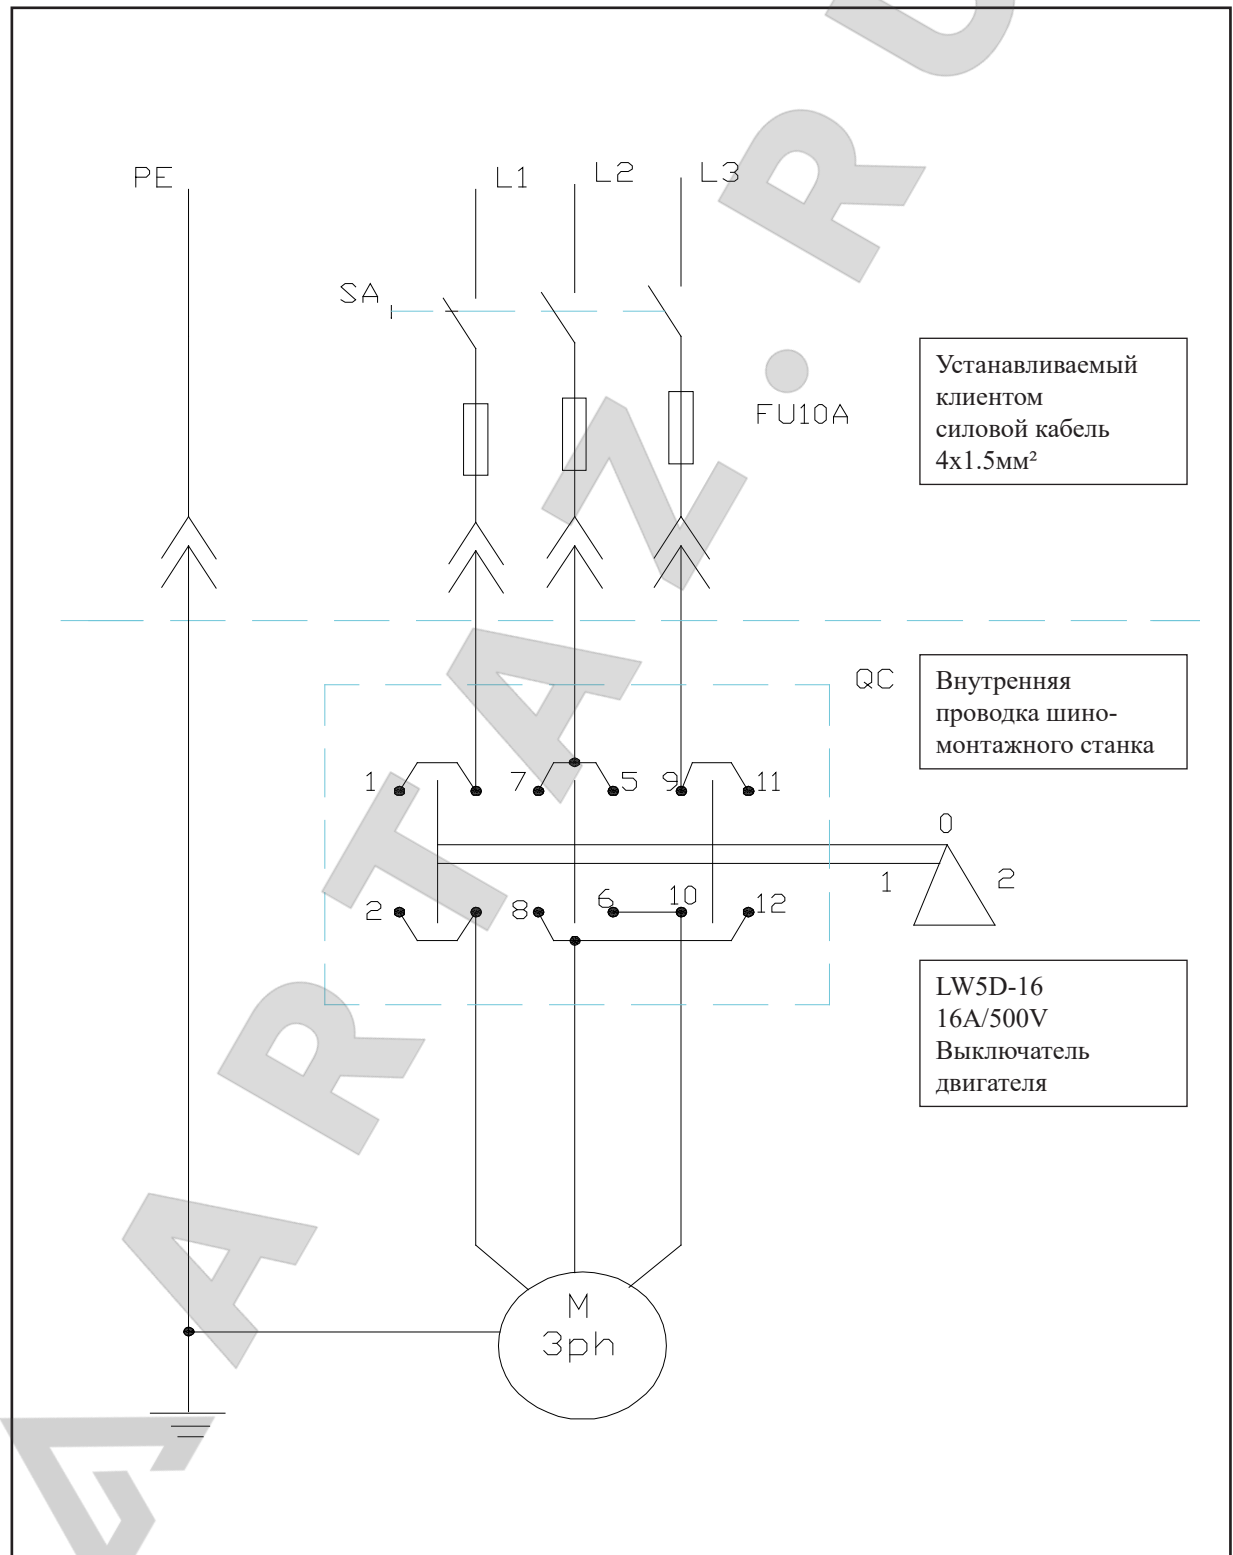 PE
L1
L2
L3
SA
FU10A
Устанавливаемый
клиентом
силовой кабель
4x1.5мм²
QC
Внутренняя
проводка шино-
монтажного станка
1
7
5
9
11
0
1
2
2
8
6
10
12
LW5D-16
16A/500V
Выключатель
двигателя
M
3ph
ARTAZ.RU